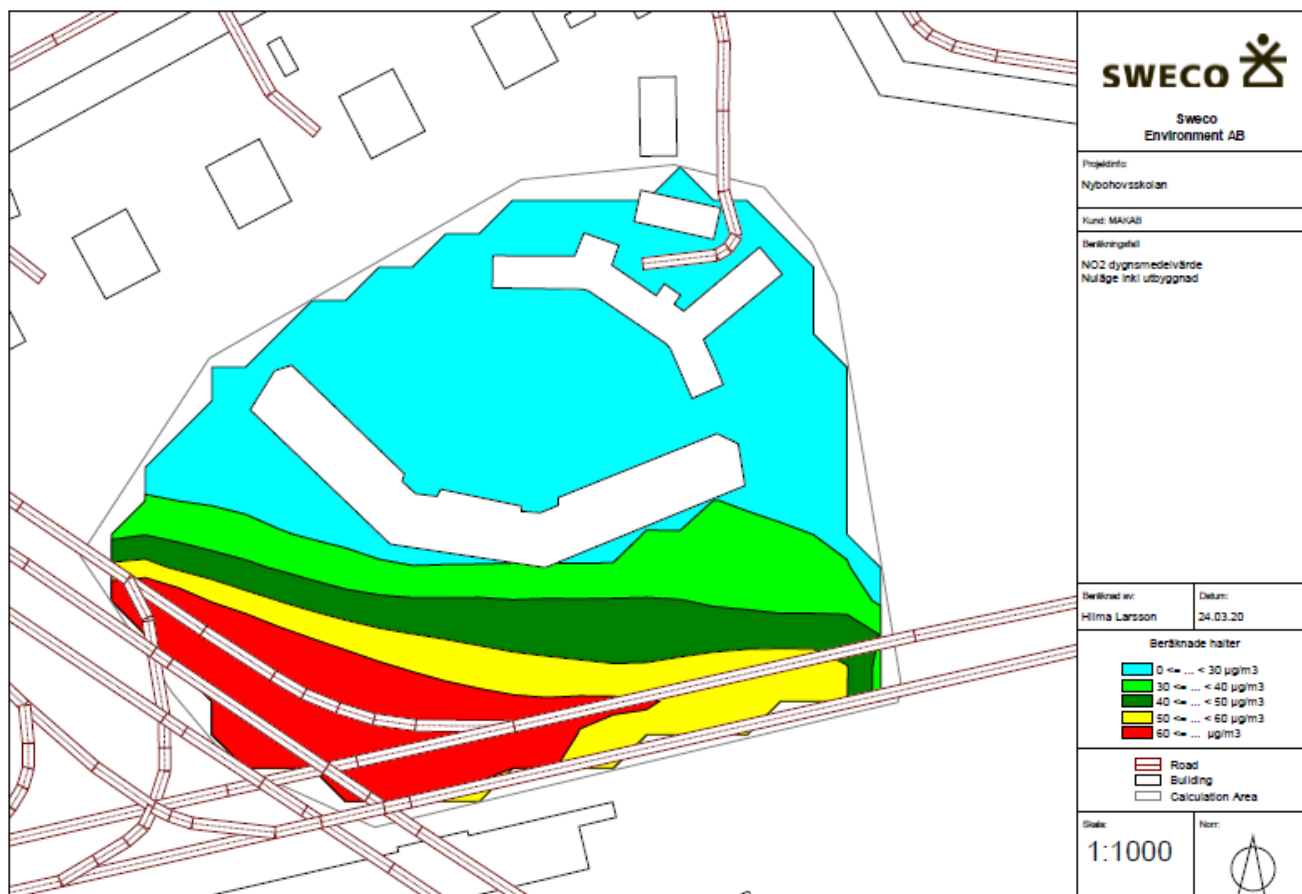 SWECO
Sweco
Environment AB
Projektinfo:
Nybohovsskolan
Kund: MAKAB
Beräkningsfall
NO2 dygnsmedelvärde
Nuläge inkl utbyggnad
Beräknad av:
Hilma Larsson
Datum:
24.03.20
Beräknade halter
0 <= ... < 30 µg/m3
30 <= ... < 40 µg/m3
40 <= ... < 50 µg/m3
50 <= ... < 60 µg/m3
60 <= ... µg/m3
Road
Building
Calculation Area
Skala:
1:1000
Norr: